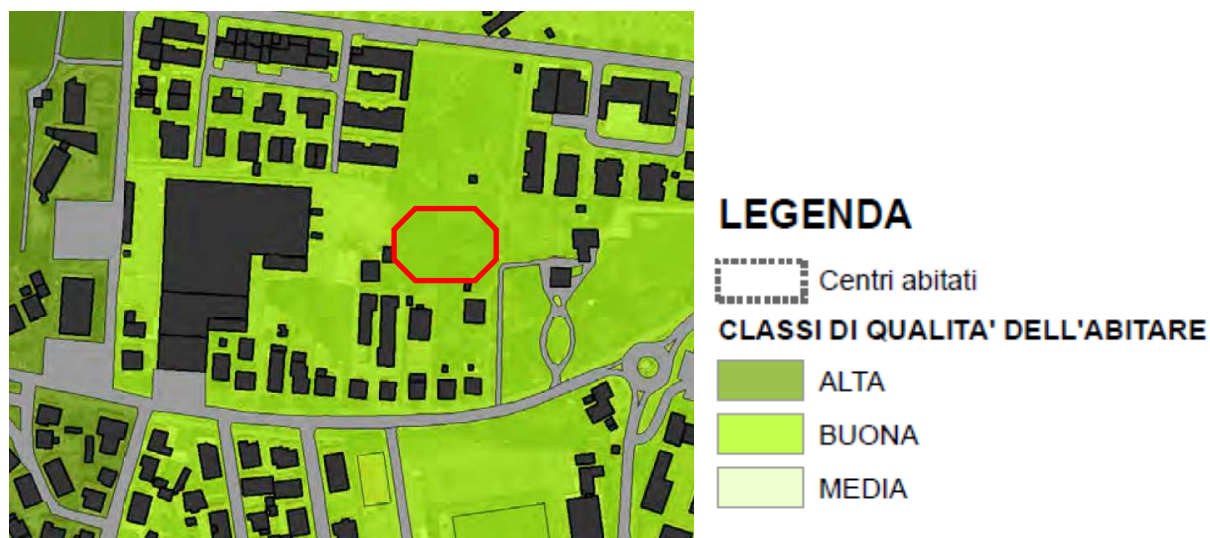 LEGENDA
Centri abitati
CLASSI DI QUALITA' DELL'ABITARE
ALTA
BUONA
MEDIA